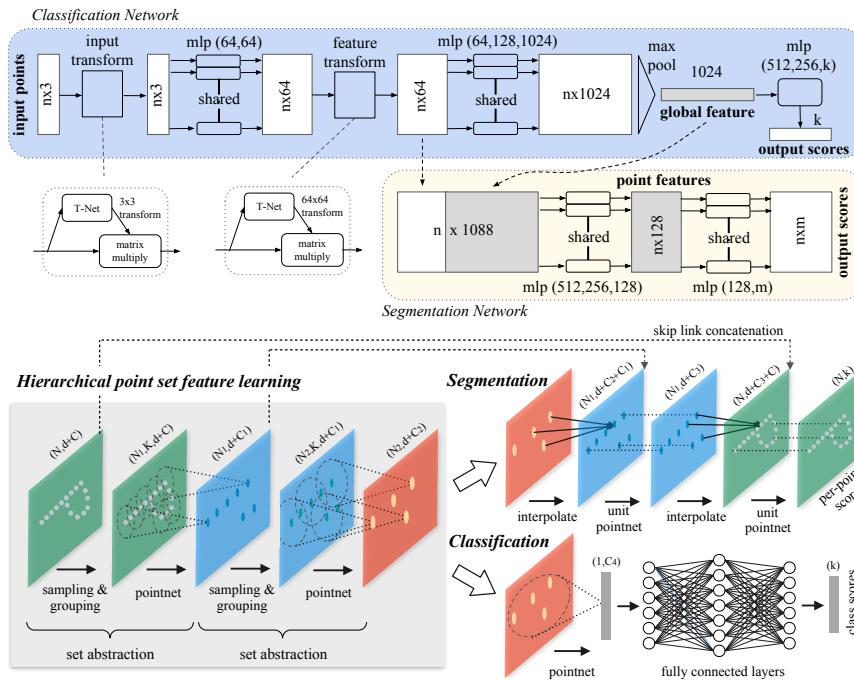 Classification Network
input points
nx3
input
transform
nx3
mlp (64,64)
shared
nx64
feature
transform
nx64
mlp (64,128,1024)
shared
nx1024
max
pool
1024
global feature
mlp
(512,256,k)
k
output scores
T-Net
3x3
transform
matrix
multiply
T-Net
64x64
transform
matrix
multiply
point features
n x 1088
shared
mlp (512,256,128)
nx128
shared
mlp (128,m)
nxm
output scores
Segmentation Network
skip link concatenation
Hierarchical point set feature learning
(N,d+C)
(N1,K,d+C)
(N1,d+C1)
(N2,K,d+C1)
(N2,d+C2)
sampling &
grouping
pointnet
sampling &
grouping
pointnet
set abstraction
set abstraction
Segmentation
(N1,d+C2+C1)
(N1,d+C3)
(N,d+C3+C)
(N,k)
interpolate
unit
pointnet
interpolate
unit
pointnet
Classification
(1,C4)
pointnet
fully connected layers
(k)
class scores